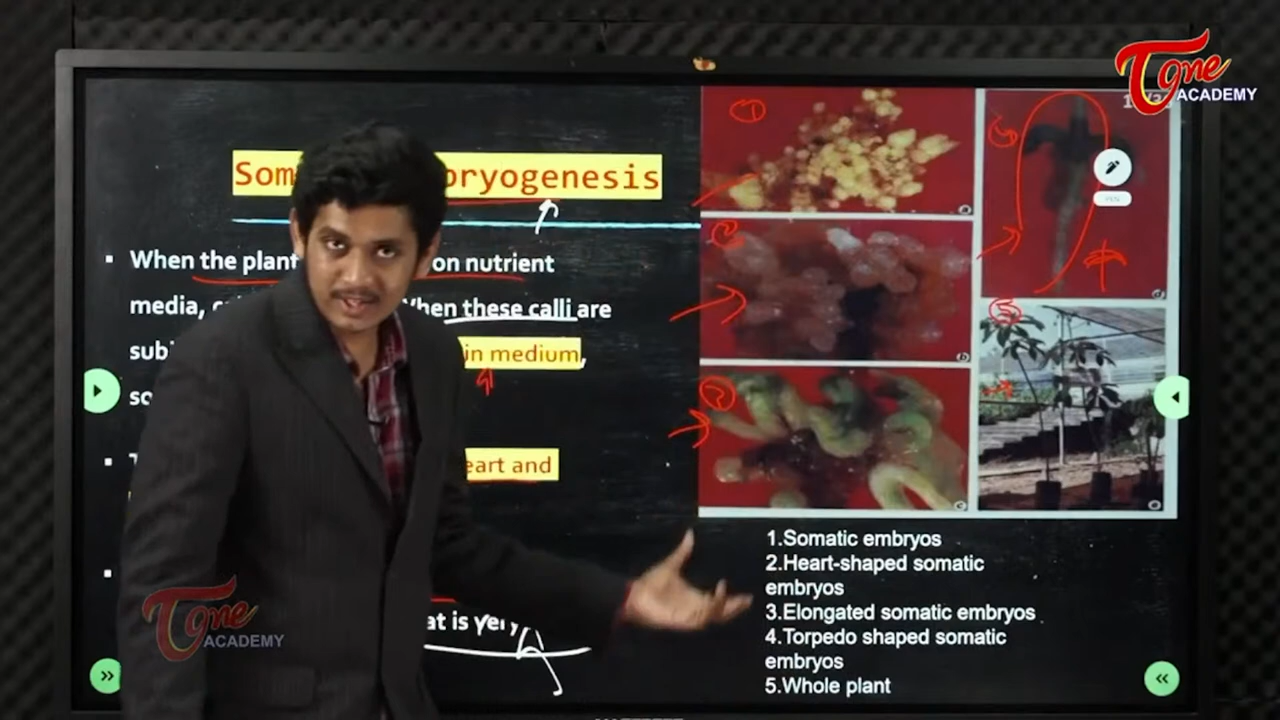 Tone
ACADEMY
Som oryogenesis
When the plant on nutrient
media, hen these calli are
in medium,
eart and
at is very
1.Somatic embryos
2.Heart-shaped somatic
embryos
3.Elongated somatic embryos
4.Torpedo shaped somatic
embryos
5.Whole plant
Tone
ACADEMY